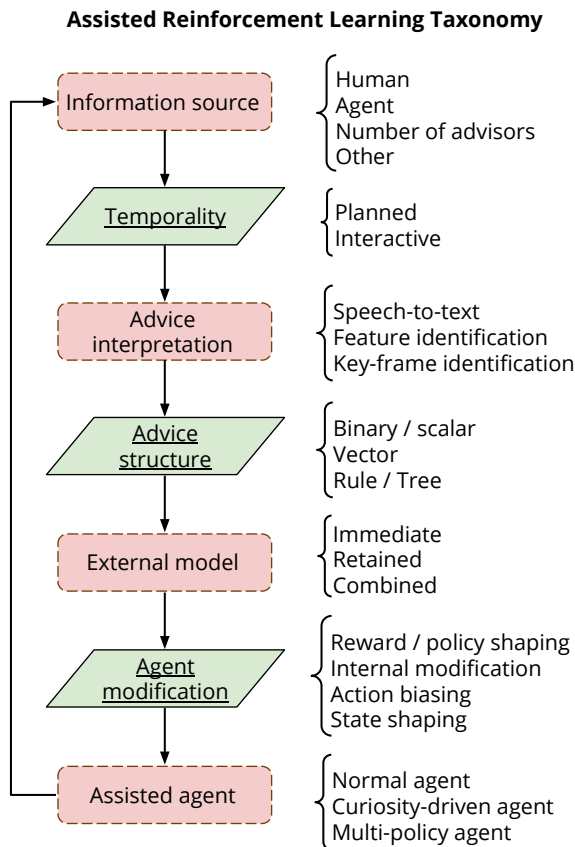 Assisted Reinforcement Learning Taxonomy
Information source
Human
Agent
Number of advisors
Other
Temporality
Planned
Interactive
Advice
interpretation
Speech-to-text
Feature identification
Key-frame identification
Advice
structure
Binary / scalar
Vector
Rule / Tree
External model
Immediate
Retained
Combined
Agent
modification
Reward / policy shaping
Internal modification
Action biasing
State shaping
Assisted agent
Normal agent
Curiosity-driven agent
Multi-policy agent